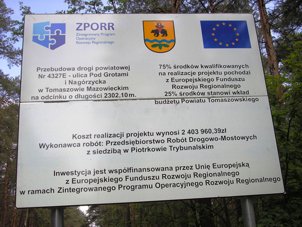 ZPORR
Zintegrowany Program
Operacyjny
Rozwoju Regionalnego
Przebudowa drogi powiatowej
Nr 4327E - ulica Pod Grotami
i Nagórzycka
w Tomaszowie Mazowieckim
na odcinku o długości 2302,10m.
75% środków kwalifikowanych
na realizacje projektu pochodzi
z Europejskiego Funduszu
Rozwoju Regionalnego
25% środków stanowi wkład
budżetu Powiatu Tomaszowskiego
Koszt realizacji projektu wynosi 2 403 960,39zł
Wykonawca robót: Przedsiębiorstwo Robót Drogowo-Mostowych
z siedzibą w Piotrkowie Trybunalskim
Inwestycja jest współfinansowana przez Unię Europejską
z Europejskiego Funduszu Rozwoju Regionalnego
w ramach Zintegrowanego Programu Operacyjnego Rozwoju Regionalnego